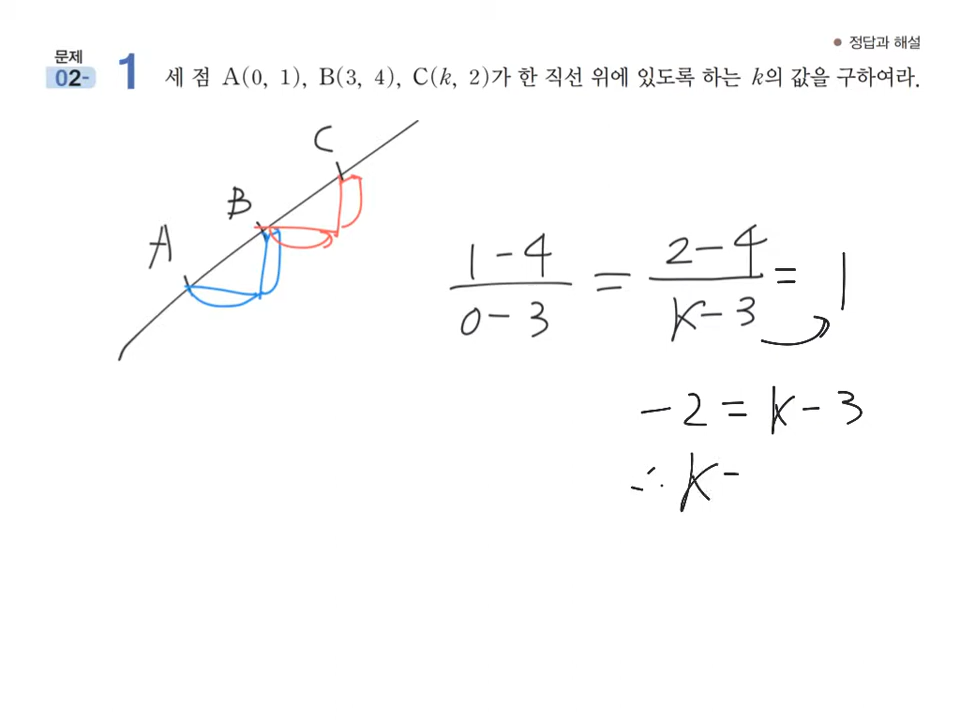 ● 정답과 해설
문제
02- 1 세 점 A(0, 1), B(3, 4), C(k, 2)가 한 직선 위에 있도록 하는 k의 값을 구하여라.
C
B
A
1-4 / 0-3 = 2-4 / k-3 = 1
-2 = k-3
∴ k=